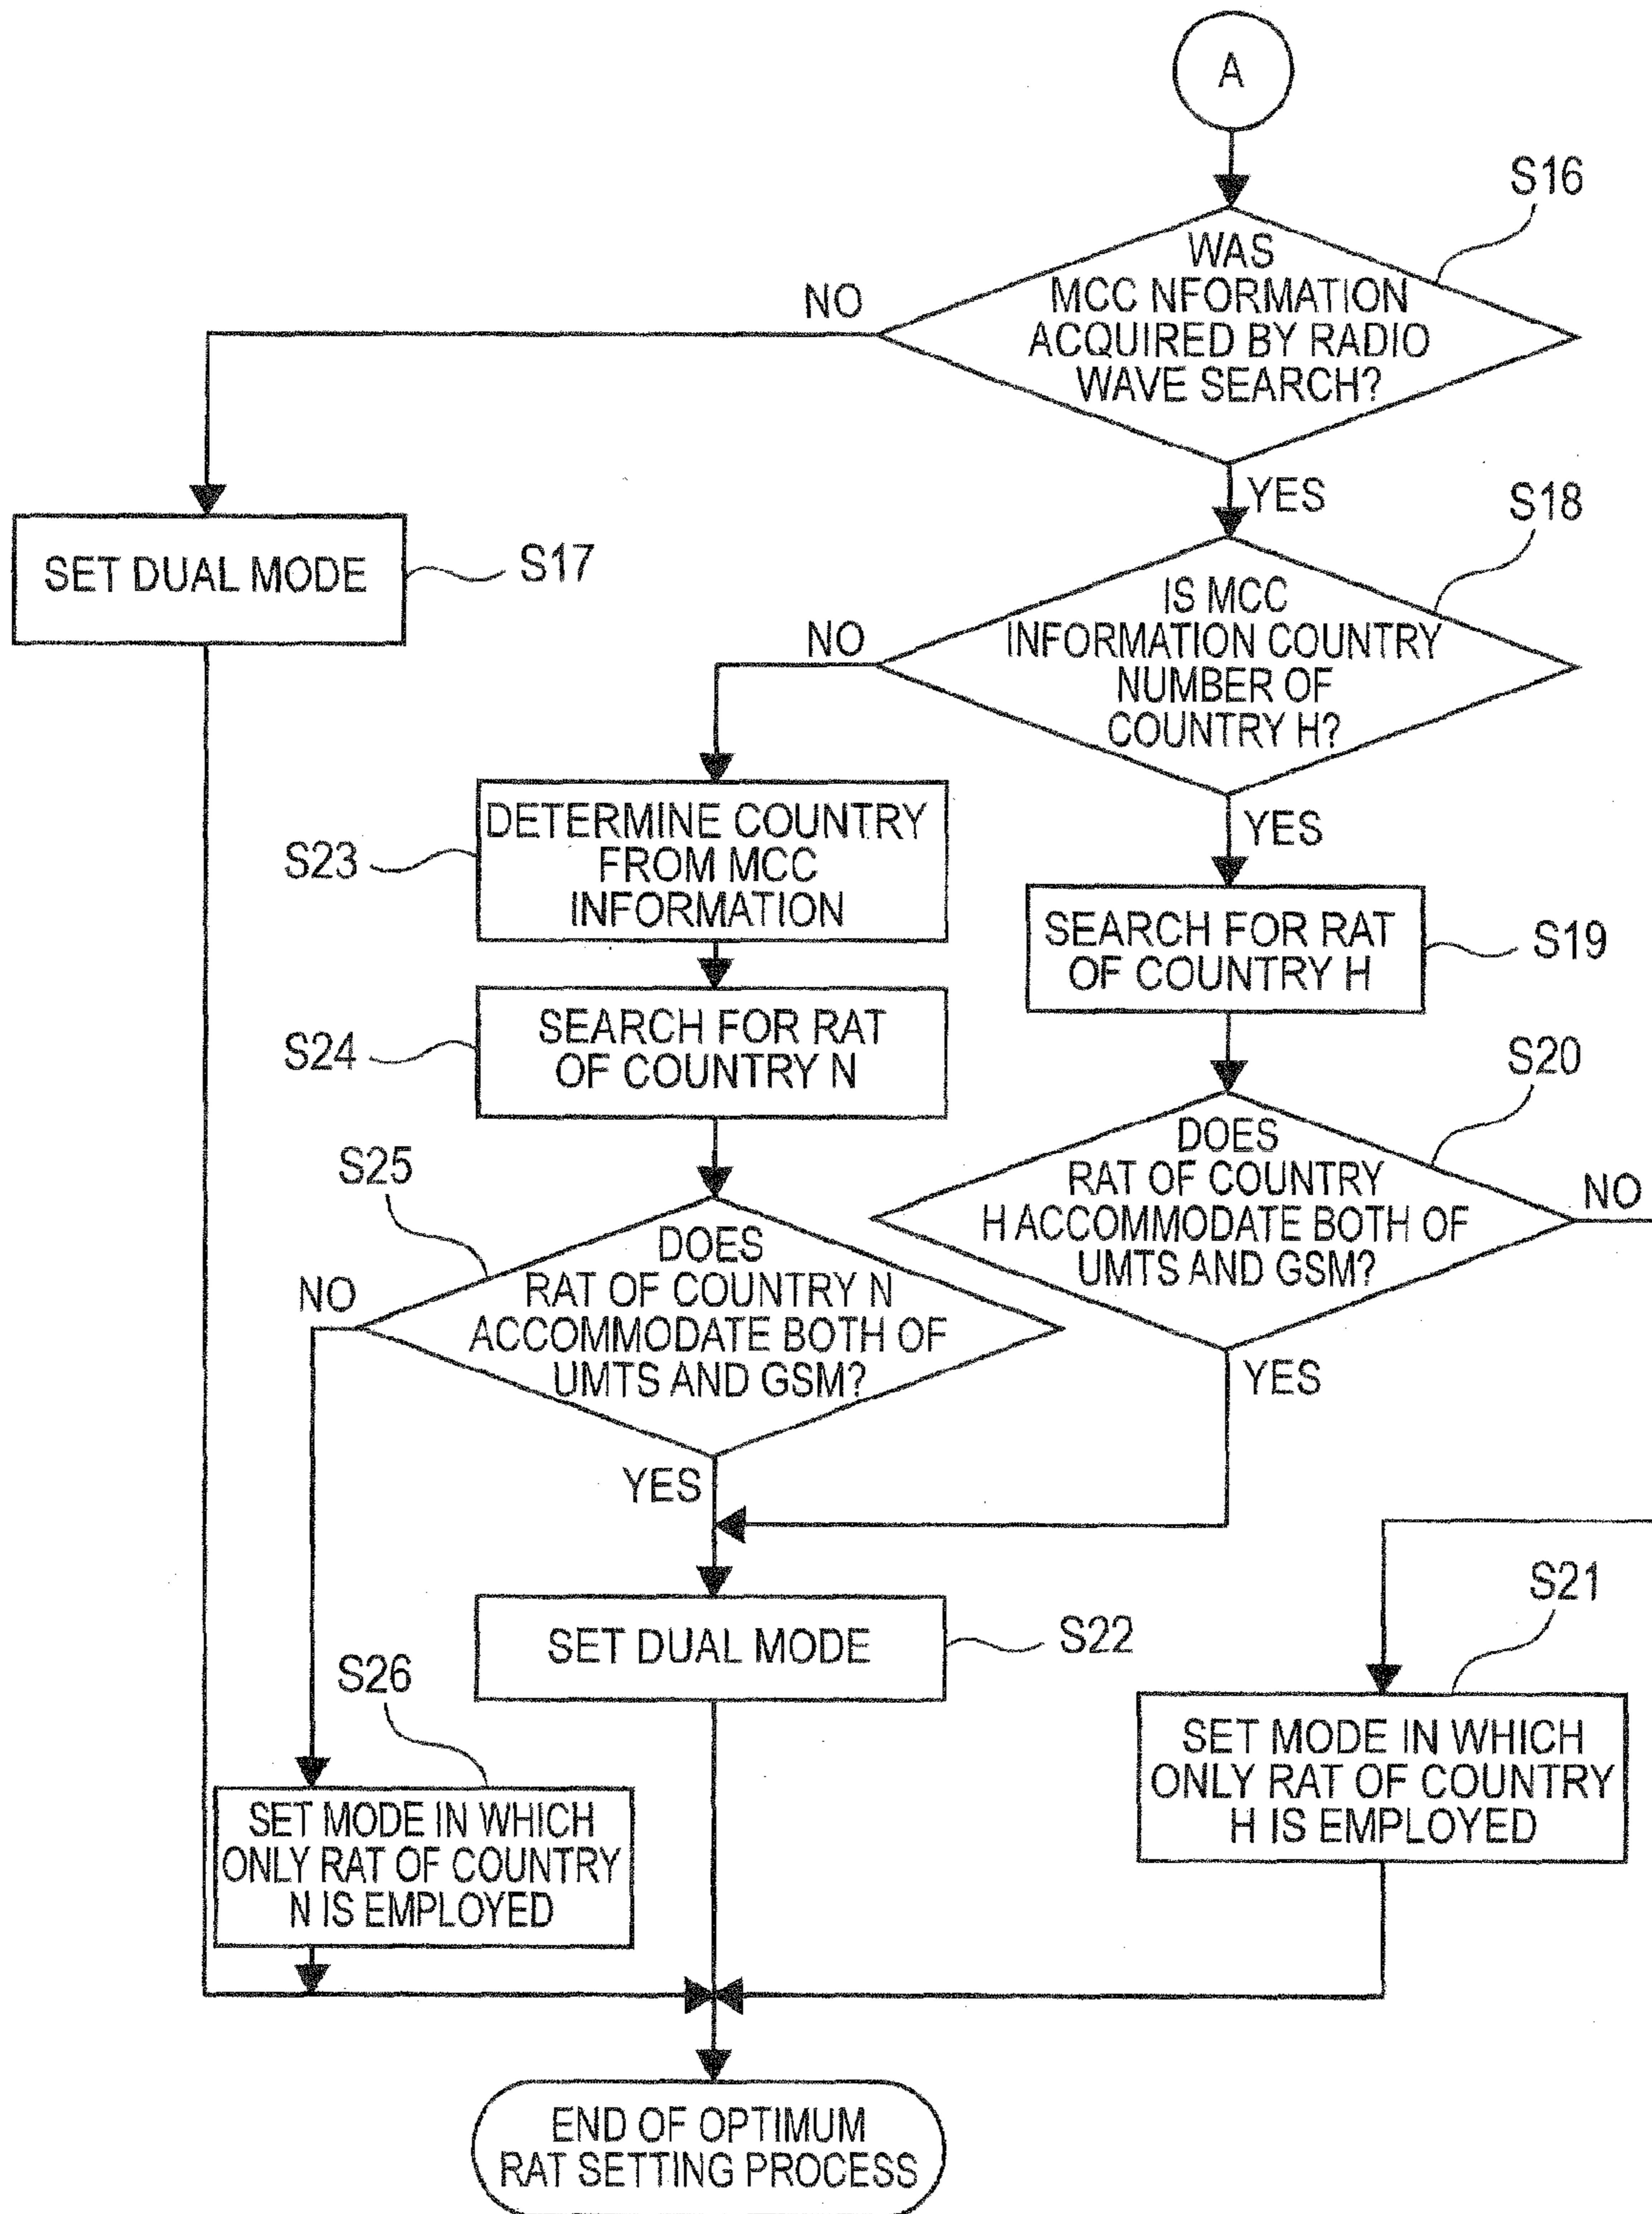 A
S16
WAS
MCC NFORMATION
ACQUIRED BY RADIO
WAVE SEARCH?
NO
YES
SET DUAL MODE
S17
S18
IS MCC
INFORMATION COUNTRY
NUMBER OF
COUNTRY H?
NO
YES
S23
DETERMINE COUNTRY
FROM MCC
INFORMATION
SEARCH FOR RAT
OF COUNTRY H
S19
S24
SEARCH FOR RAT
OF COUNTRY N
S20
DOES
RAT OF COUNTRY
H ACCOMMODATE BOTH OF
UMTS AND GSM?
NO
YES
S25
DOES
RAT OF COUNTRY N
ACCOMMODATE BOTH OF
UMTS AND GSM?
NO
YES
SET DUAL MODE
S22
S21
SET MODE IN WHICH
ONLY RAT OF COUNTRY
H IS EMPLOYED
S26
SET MODE IN WHICH
ONLY RAT OF COUNTRY
N IS EMPLOYED
END OF OPTIMUM
RAT SETTING PROCESS